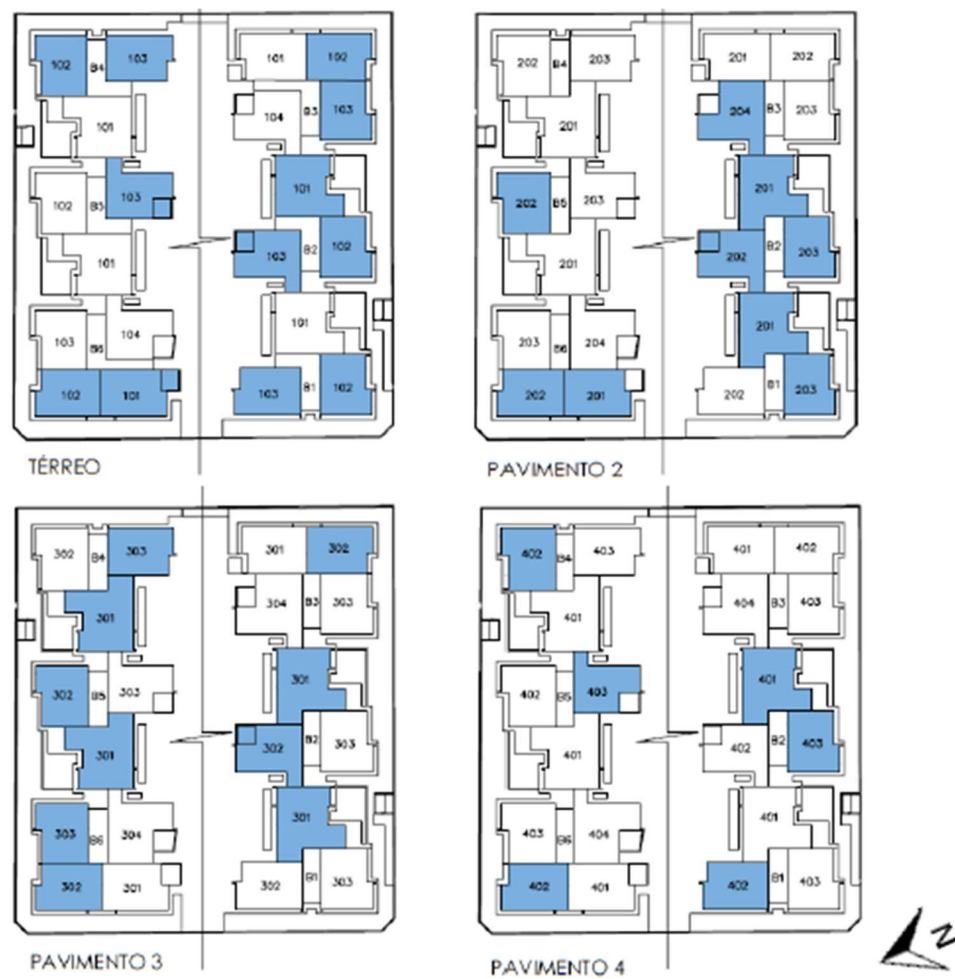 102 B4 103
101
102 B5 103
101
103 B6 104
102 101
101 102
104 B3 103
101
103 B2 102
101
103 B1 102
TÉRREO
202 B4 203
201
202 B5 203
201
203 B6 204
202 201
201 202
204 B3 203
201
202 B2 203
201
202 B1 203
PAVIMENTO 2
302 B4 303
301
302 B5 303
301
303 B6 304
302 301
301 302
304 B3 303
301
302 B2 303
301
302 B1 303
PAVIMENTO 3
402 B4 403
401
402 B5 403
401
403 B6 404
402 401
401 402
404 B3 403
401
402 B2 403
401
402 B1 403
PAVIMENTO 4
N